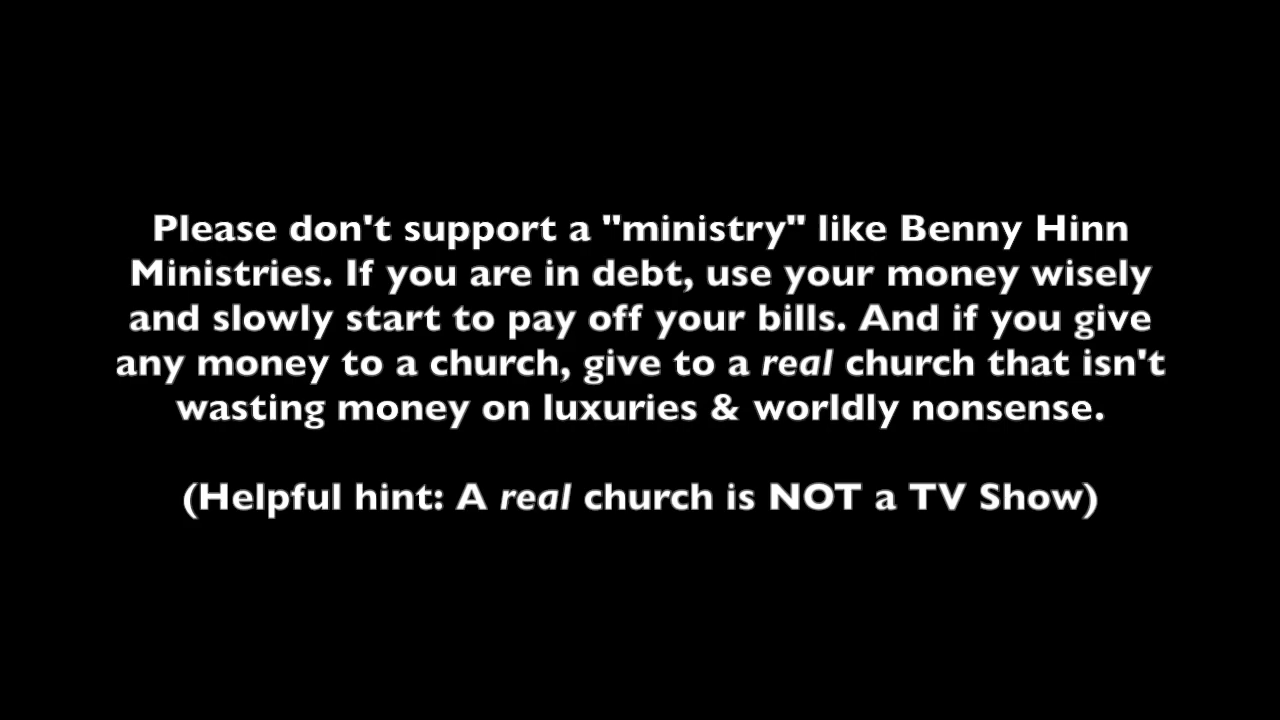 Please don't support a "ministry" like Benny Hinn
Ministries. If you are in debt, use your money wisely
and slowly start to pay off your bills. And if you give
any money to a church, give to a real church that isn't
wasting money on luxuries & worldly nonsense.
(Helpful hint: A real church is NOT a TV Show)